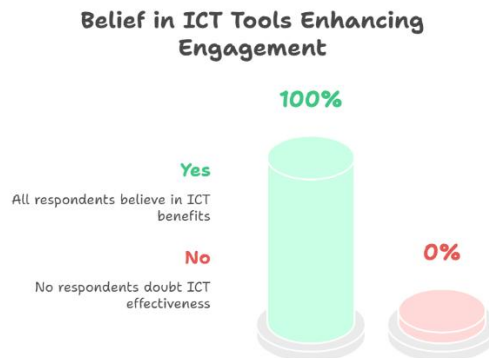 Belief in ICT Tools Enhancing
Engagement
100%
Yes
All respondents believe in ICT
benefits
No
0%
No respondents doubt ICT
effectiveness